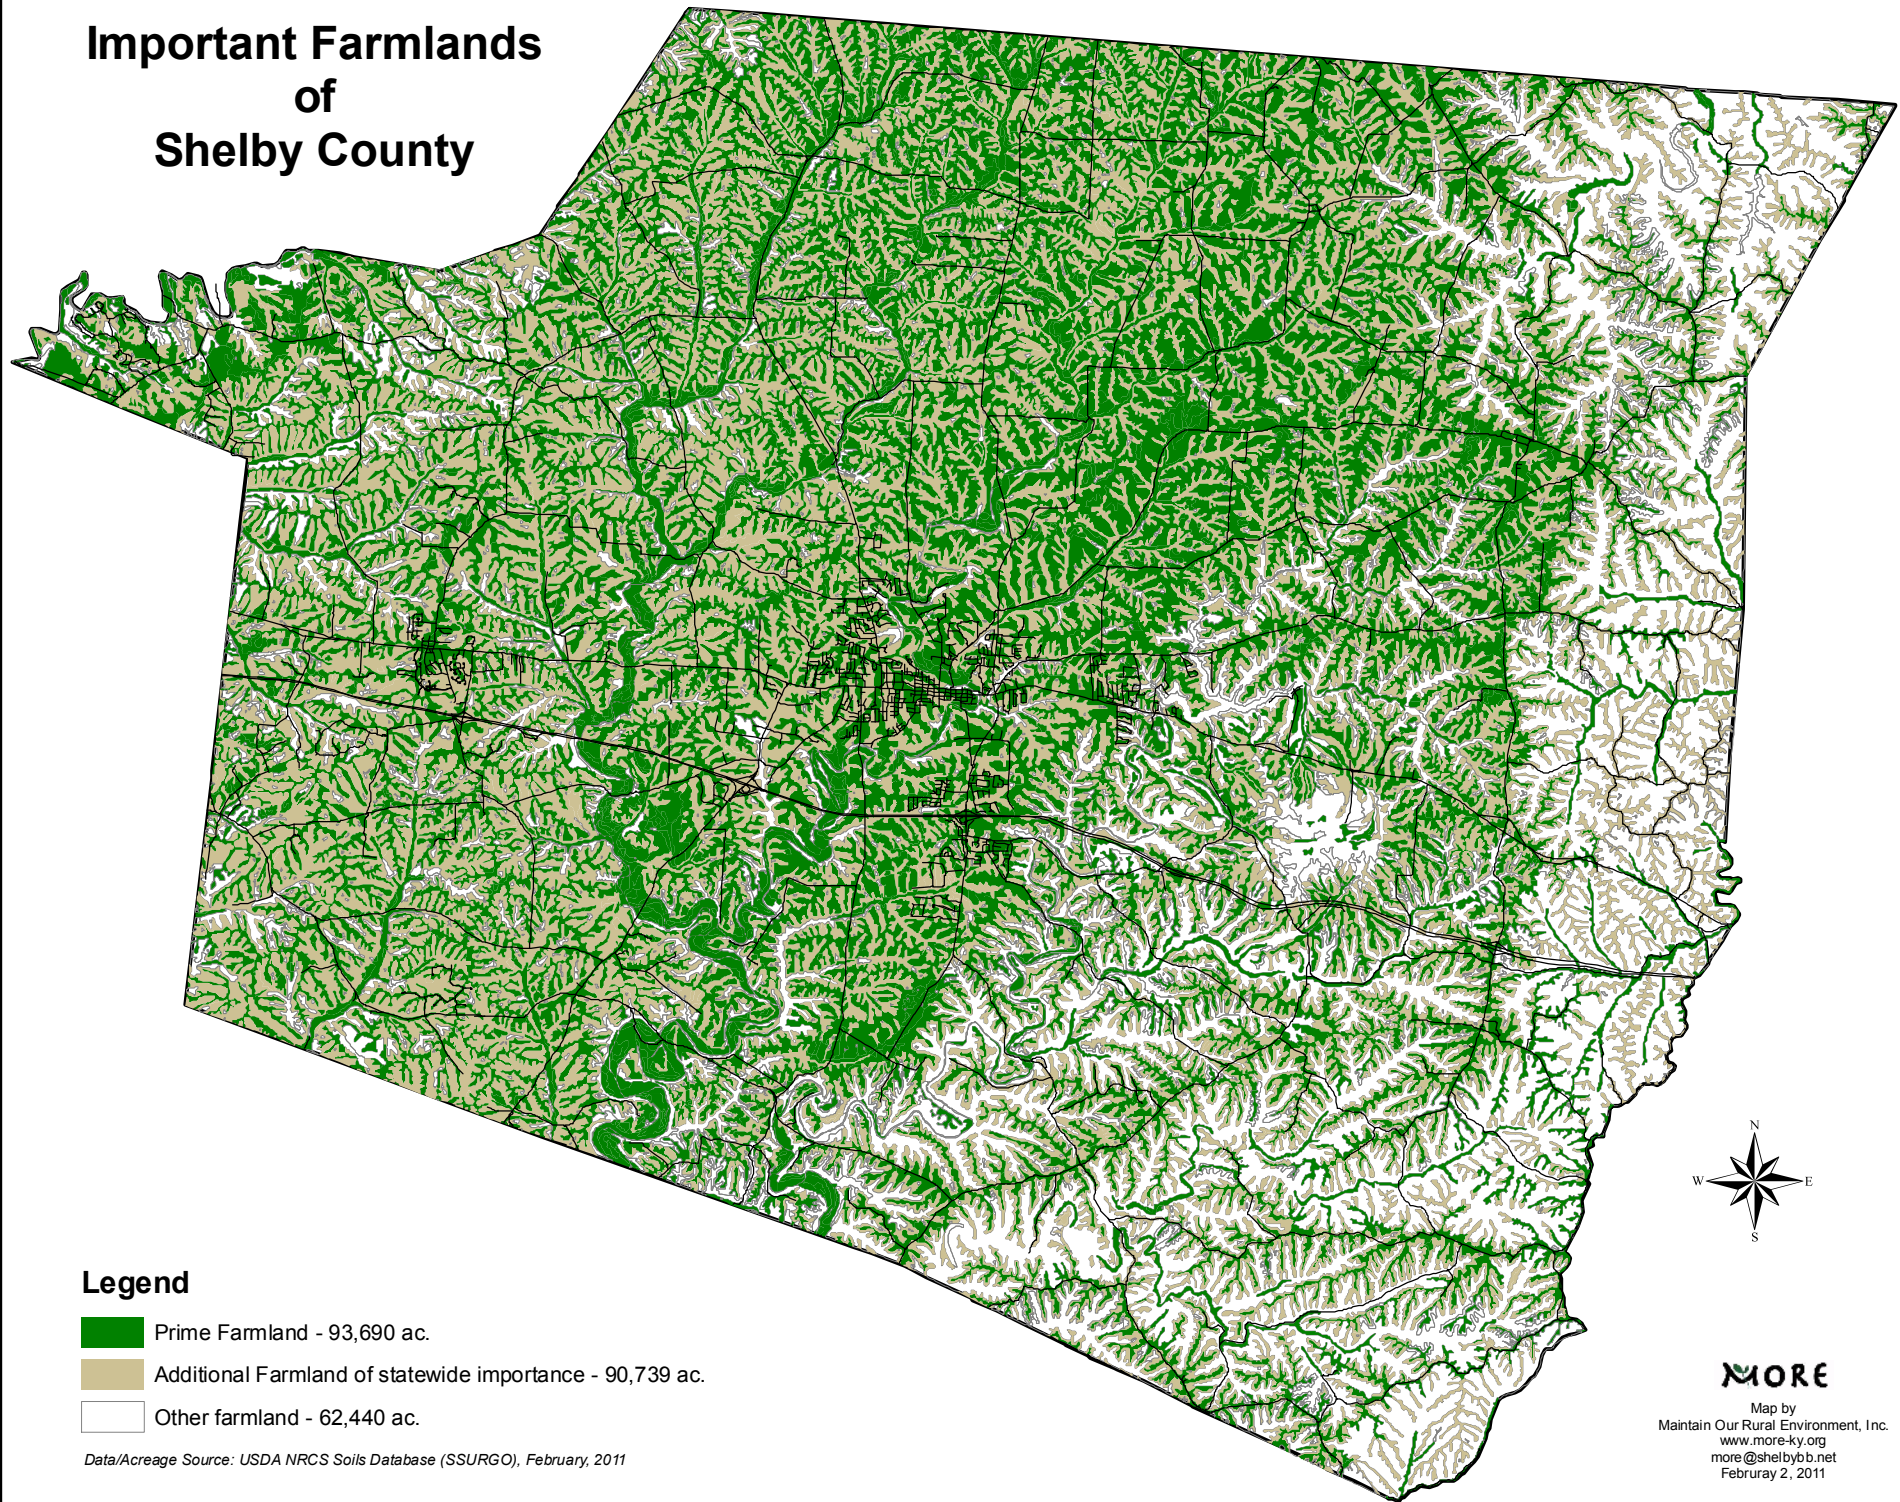 Important Farmlands
of
Shelby County
N
W
E
S
Legend
Prime Farmland - 93,690 ac.
Additional Farmland of statewide importance - 90,739 ac.
Other farmland - 62,440 ac.
Data/Acreage Source: USDA NRCS Soils Database (SSURGO), February, 2011
MORE
Map by
Maintain Our Rural Environment, Inc.
www.more-ky.org
more@shelbybb.net
Februray 2, 2011